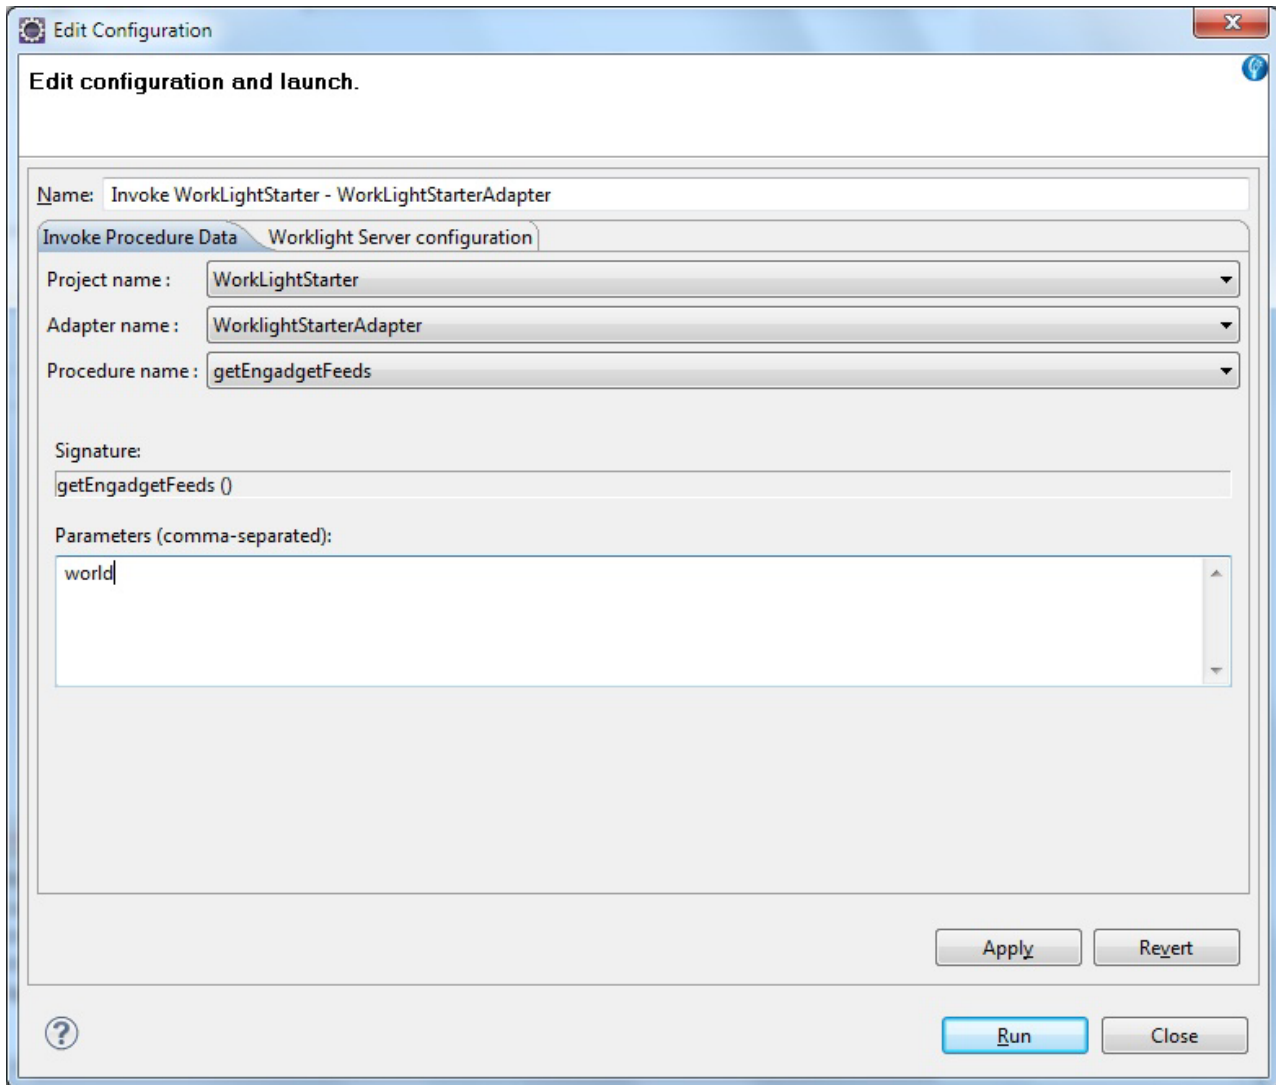 Edit Configuration
Edit configuration and launch.
Name: Invoke WorkLightStarter - WorkLightStarterAdapter
Invoke Procedure Data Worklight Server configuration
Project name : WorkLightStarter
Adapter name : WorklightStarterAdapter
Procedure name : getEngadgetFeeds
Signature:
getEngadgetFeeds ()
Parameters (comma-separated):
world
Apply Revert
? Run Close